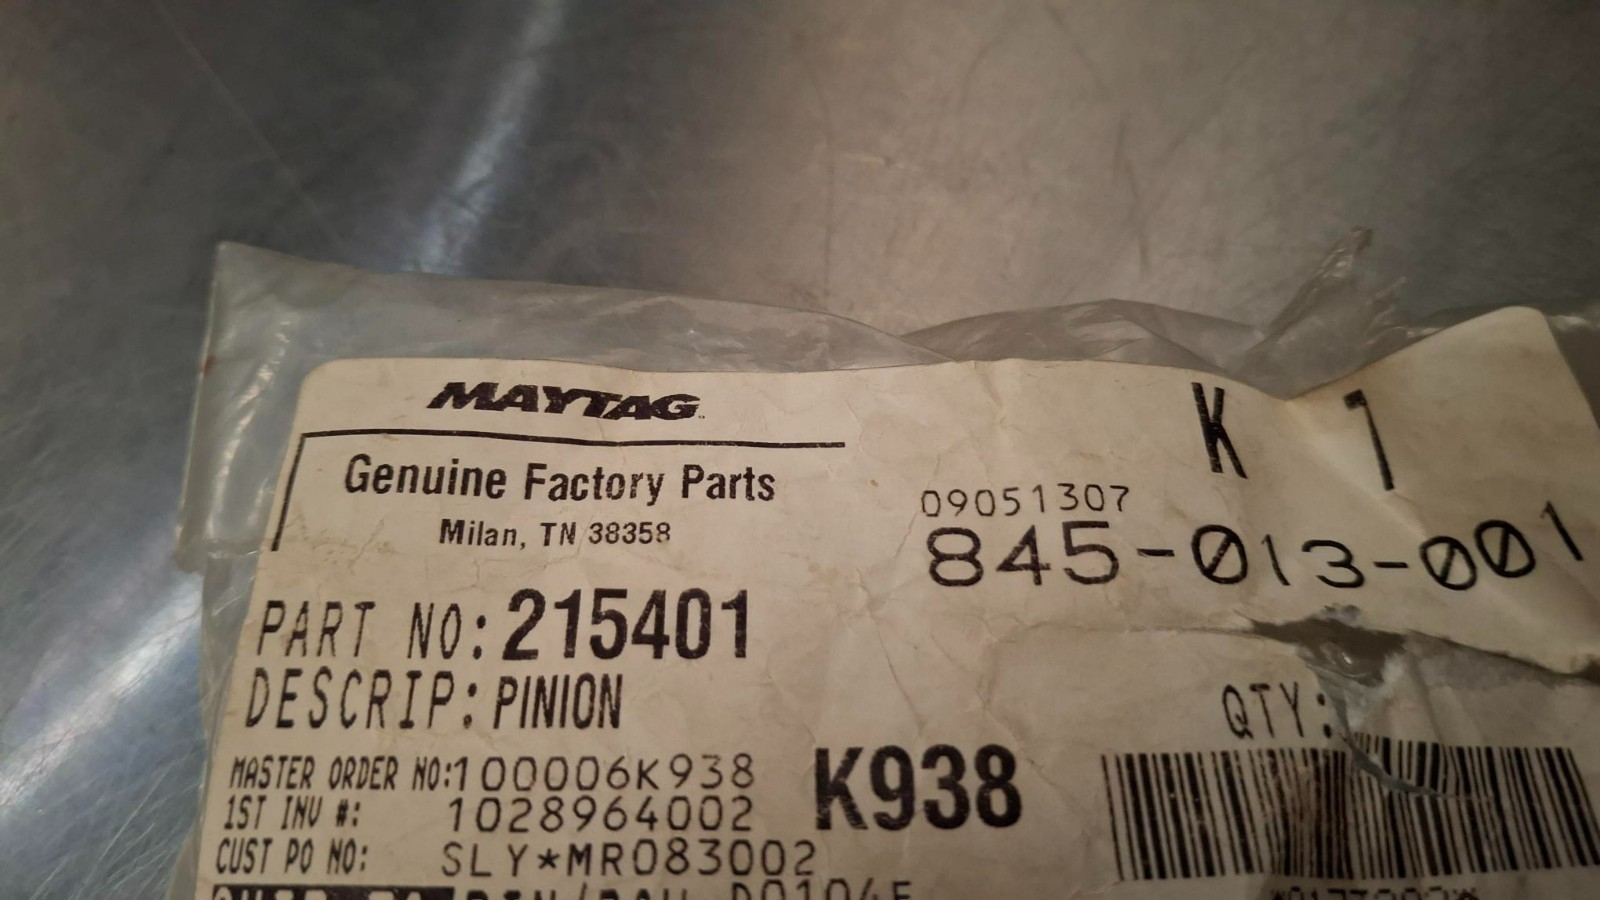 MAYTAG
K 1
Genuine Factory Parts
Milan, TN 38358
09051307
845-013-001
PART NO: 215401
DESCRIP: PINION
QTY:
MASTER ORDER NO: 100006K938
K938
1ST INV #: 1028964002
CUST PO NO: SLY*MR083002